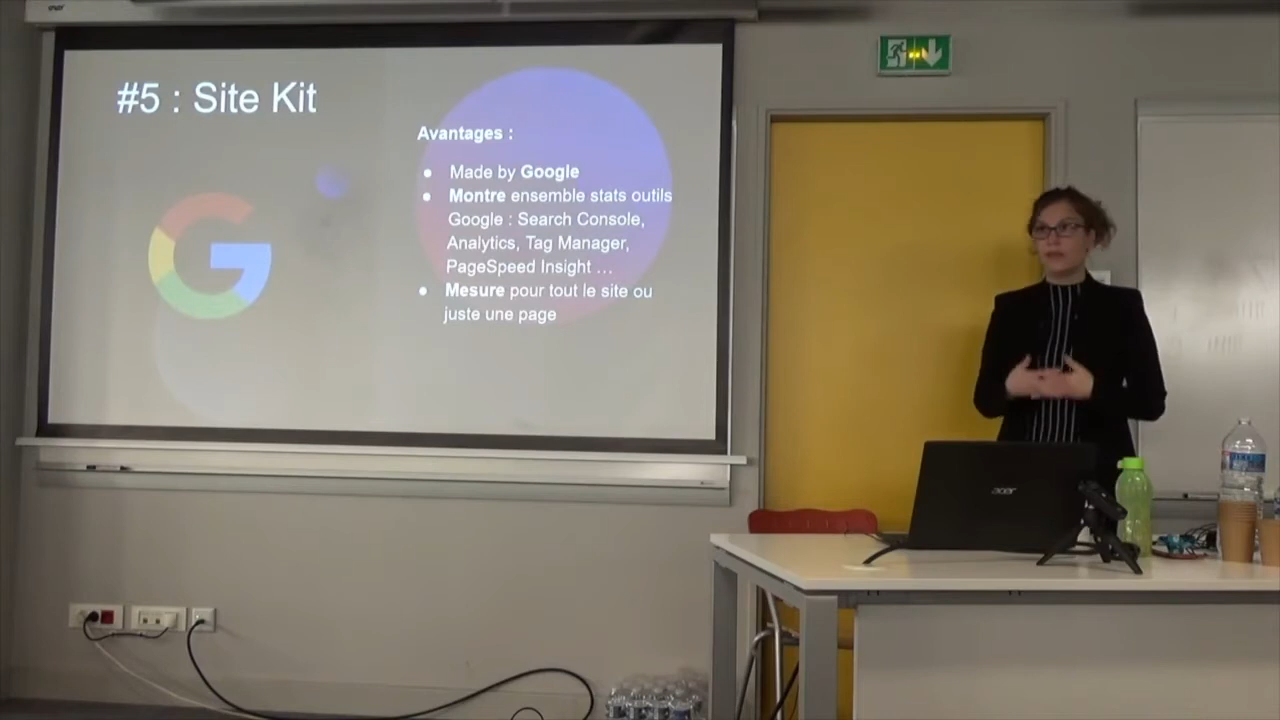 #5 : Site Kit
Avantages :
● Made by Google
● Montre ensemble stats outils
Google : Search Console,
Analytics, Tag Manager,
PageSpeed Insight …
● Mesure pour tout le site ou
juste une page
acer